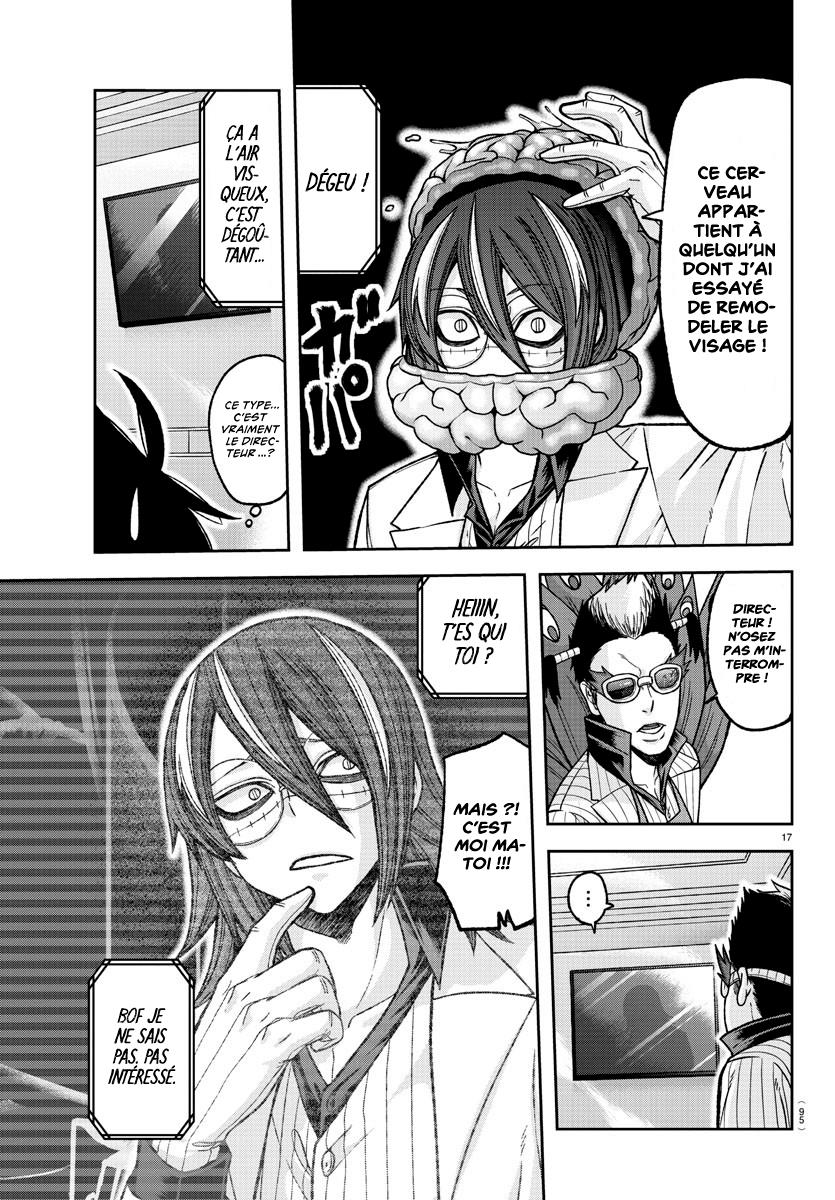 CE CER-
VEAU
APPAR-
TIENT À
QUELQU'UN
DONT J'AI
ESSAYÉ
DE REMO-
DELER LE
VISAGE !
DÉGEU !
ガパ
ÇA A
L'AIR
VIS-
QUEUX,
C'EST
DÉGOÛ-
TANT...
CE TYPE...
C'EST
VRAIMENT
LE DIREC-
TEUR ...?
DIREC-
TEUR !
N'OSEZ
PAS M'IN-
TERROM-
PRE !
17
...
HEIIIN,
T'ES QUI
TOI ?
MAIS ?!
C'EST
MOI MA-
TOI !!!
BOF JE
NE SAIS
PAS, PAS
INTÉRESSÉ.
(95)